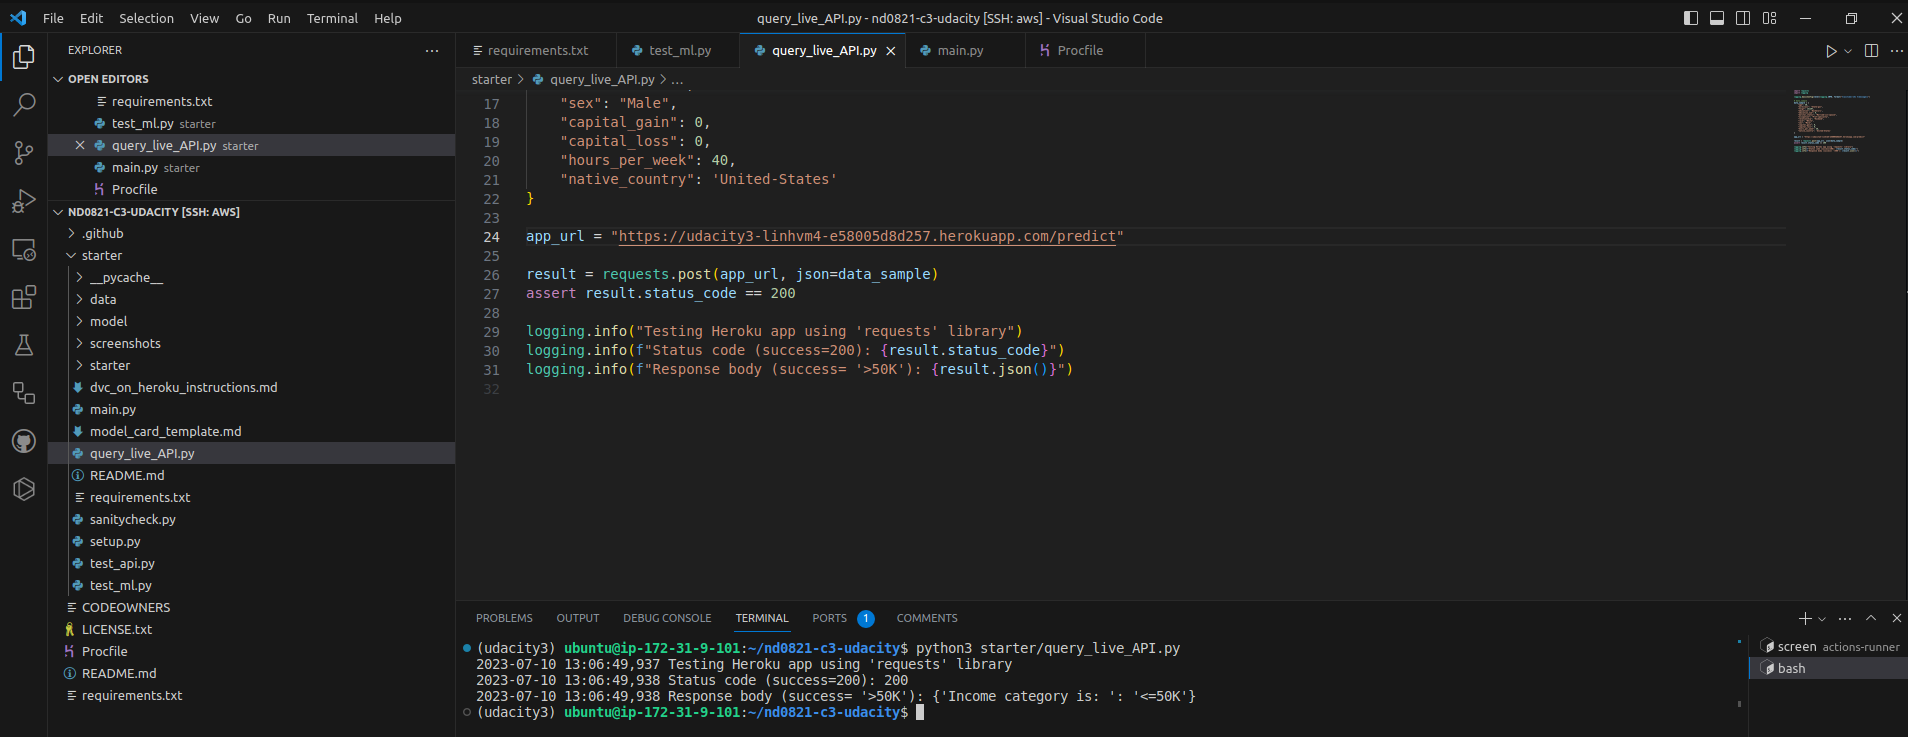 File Edit Selection View Go Run Terminal Help
query_live_API.py - nd0821-c3-udacity [SSH: aws] - Visual Studio Code
EXPLORER
OPEN EDITORS
requirements.txt
test_ml.py starter
query_live_API.py starter
main.py starter
Procfile
ND0821-C3-UDACITY [SSH: AWS]
.github
starter
__pycache__
data
model
screenshots
starter
dvc_on_heroku_instructions.md
main.py
model_card_template.md
query_live_API.py
README.md
requirements.txt
sanitycheck.py
setup.py
test_api.py
test_ml.py
CODEOWNERS
LICENSE.txt
Procfile
README.md
requirements.txt
requirements.txt test_ml.py query_live_API.py main.py Procfile
starter > query_live_API.py > ...
17 "sex": "Male",
18 "capital_gain": 0,
19 "capital_loss": 0,
20 "hours_per_week": 40,
21 "native_country": 'United-States'
22 }
23
24 app_url = "https://udacity3-linhvm4-e58005d8d257.herokuapp.com/predict"
25
26 result = requests.post(app_url, json=data_sample)
27 assert result.status_code == 200
28
29 logging.info("Testing Heroku app using 'requests' library")
30 logging.info(f"Status code (success=200): {result.status_code}")
31 logging.info(f"Response body (success= '>50K'): {result.json()}")
32
PROBLEMS OUTPUT DEBUG CONSOLE TERMINAL PORTS 1 COMMENTS
(udacity3) ubuntu@ip-172-31-9-101:~/nd0821-c3-udacity$ python3 starter/query_live_API.py
2023-07-10 13:06:49,937 Testing Heroku app using 'requests' library
2023-07-10 13:06:49,938 Status code (success=200): 200
2023-07-10 13:06:49,938 Response body (success= '>50K'): {'Income category is: ': '<=50K'}
(udacity3) ubuntu@ip-172-31-9-101:~/nd0821-c3-udacity$
screen actions-runner
bash